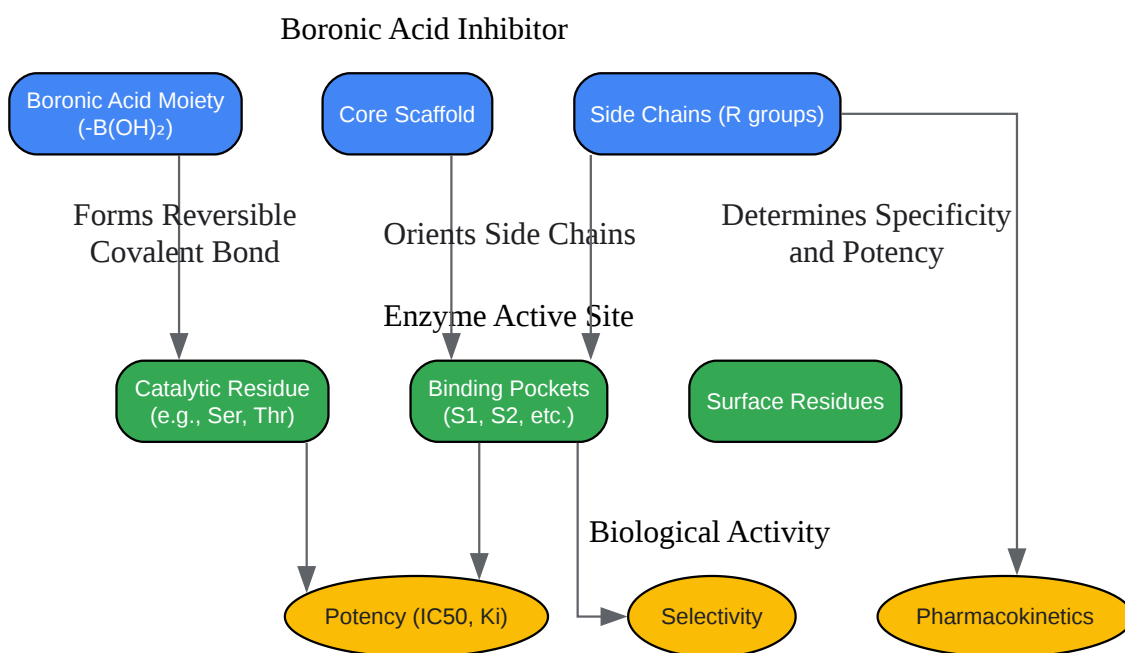 Boronic Acid Inhibitor
Boronic Acid Moiety
(-B(OH)₂)
Core Scaffold
Side Chains (R groups)
Forms Reversible
Covalent Bond
Orients Side Chains
Determines Specificity
and Potency
Enzyme Active Site
Catalytic Residue
(e.g., Ser, Thr)
Binding Pockets
(S1, S2, etc.)
Surface Residues
Biological Activity
Potency (IC50, Ki)
Selectivity
Pharmacokinetics